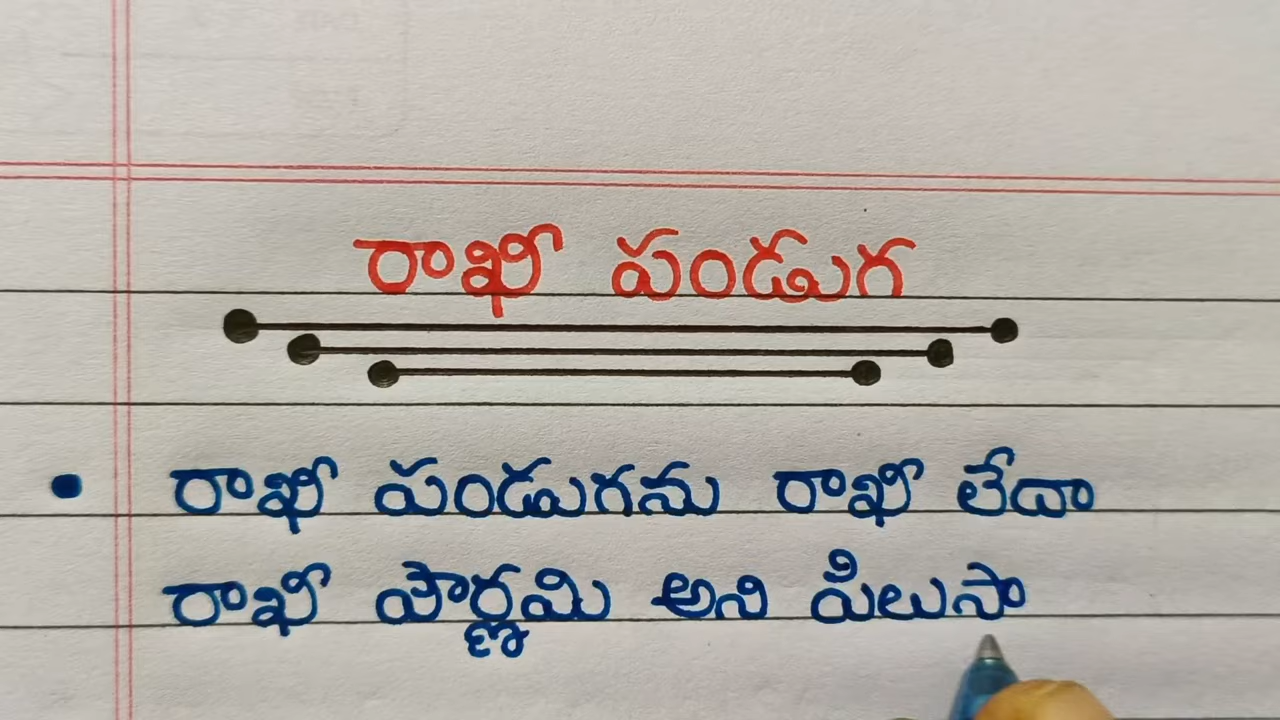 రాఖీ పండుగ
• రాఖీ పండుగను రాఖీ లేదా
రాఖీ పౌర్ణమి అని పిలుసా